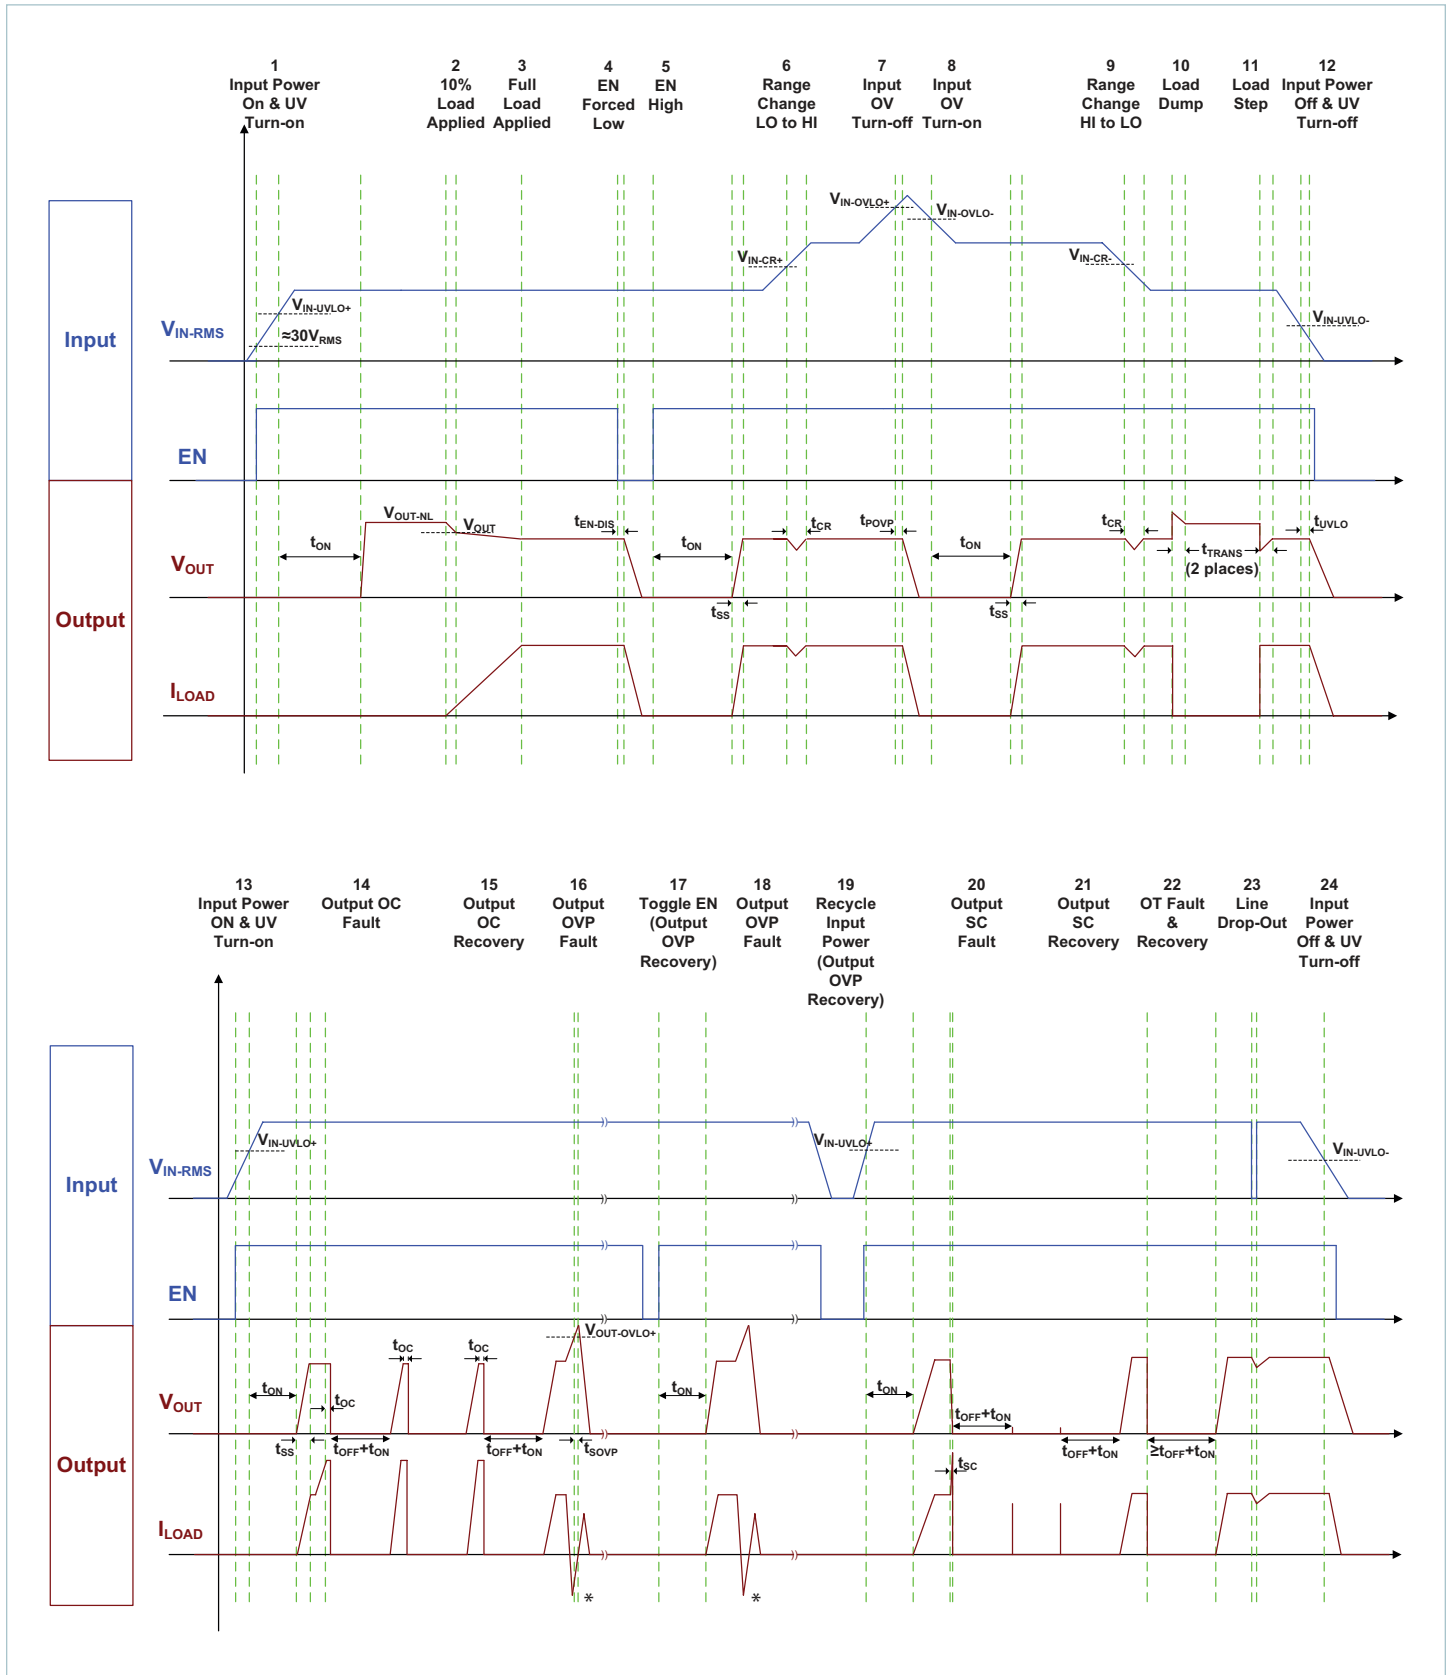 1
Input Power
On & UV
Turn-on
2
10%
Load
Applied
3
Full
Load
Applied
4
EN
Forced
Low
5
EN
High
6
Range
Change
LO to HI
7
Input
OV
Turn-off
8
Input
OV
Turn-on
9
Range
Change
HI to LO
10
Load
Dump
11
Load
Step
12
Input Power
Off & UV
Turn-off
Input
VIN-RMS
VIN-UVLO+
≈30VRMS
VIN-CR+
VIN-OVLO+
VIN-OVLO-
VIN-CR-
VIN-UVLO-
EN
Output
VOUT
tON
VOUT-NL
VOUT
tEN-DIS
tON
tSS
tCR
tPOVP
tON
tSS
tCR
tTRANS
(2 places)
tUVLO
ILOAD
13
Input Power
ON & UV
Turn-on
14
Output OC
Fault
15
Output
OC
Recovery
16
Output
OVP
Fault
17
Toggle EN
(Output
OVP
Recovery)
18
Output
OVP
Fault
19
Recycle
Input
Power
(Output
OVP
Recovery)
20
Output
SC
Fault
21
Output
SC
Recovery
22
OT Fault
&
Recovery
23
Line
Drop-Out
24
Input
Power
Off & UV
Turn-off
Input
VIN-RMS
VIN-UVLO+
VIN-UVLO+
VIN-UVLO-
EN
Output
VOUT
tON
tSS
tOC
tOFF+tON
tOC
tOC
tOFF+tON
VOUT-OVLO+
tSOVP
tON
tON
tOFF+tON
tSC
tOFF+tON
≥tOFF+tON
ILOAD
*
*